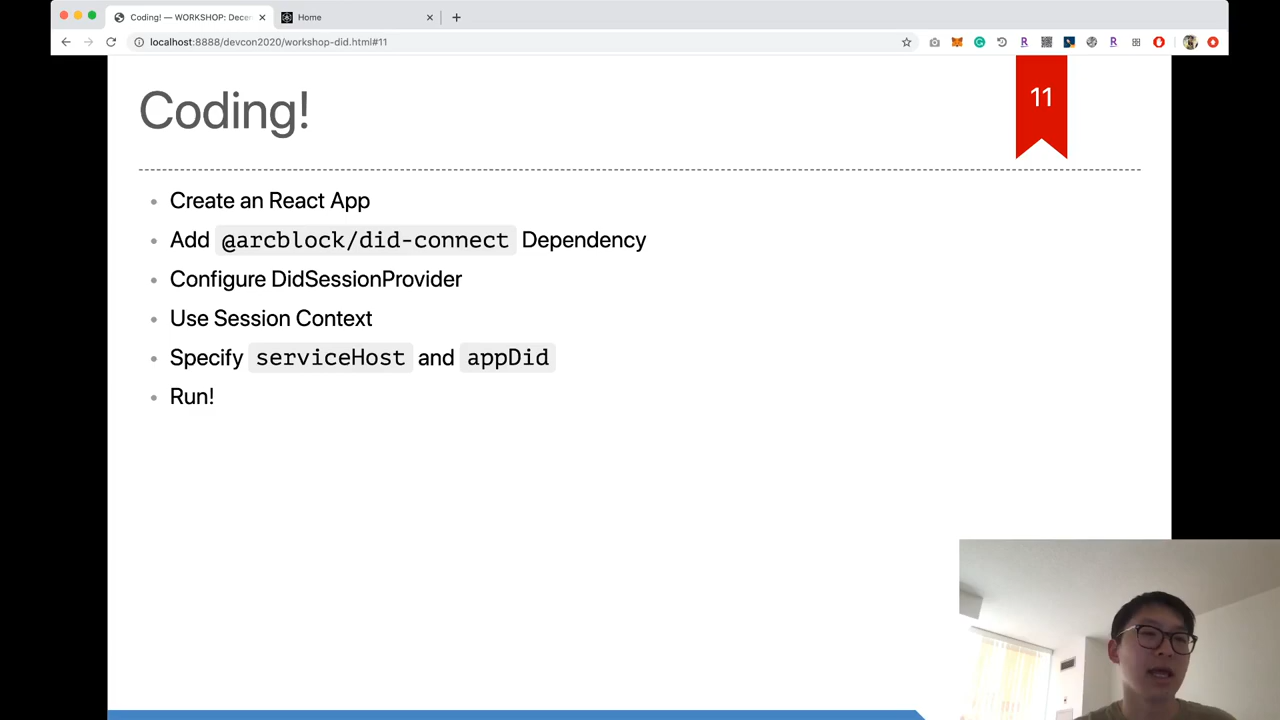 Coding! — WORKSHOP: Decen
Home
localhost:8888/devcon2020/workshop-did.html#11
Coding!
11
Create an React App
Add @arcblock/did-connect Dependency
Configure DidSessionProvider
Use Session Context
Specify serviceHost and appDid
Run!